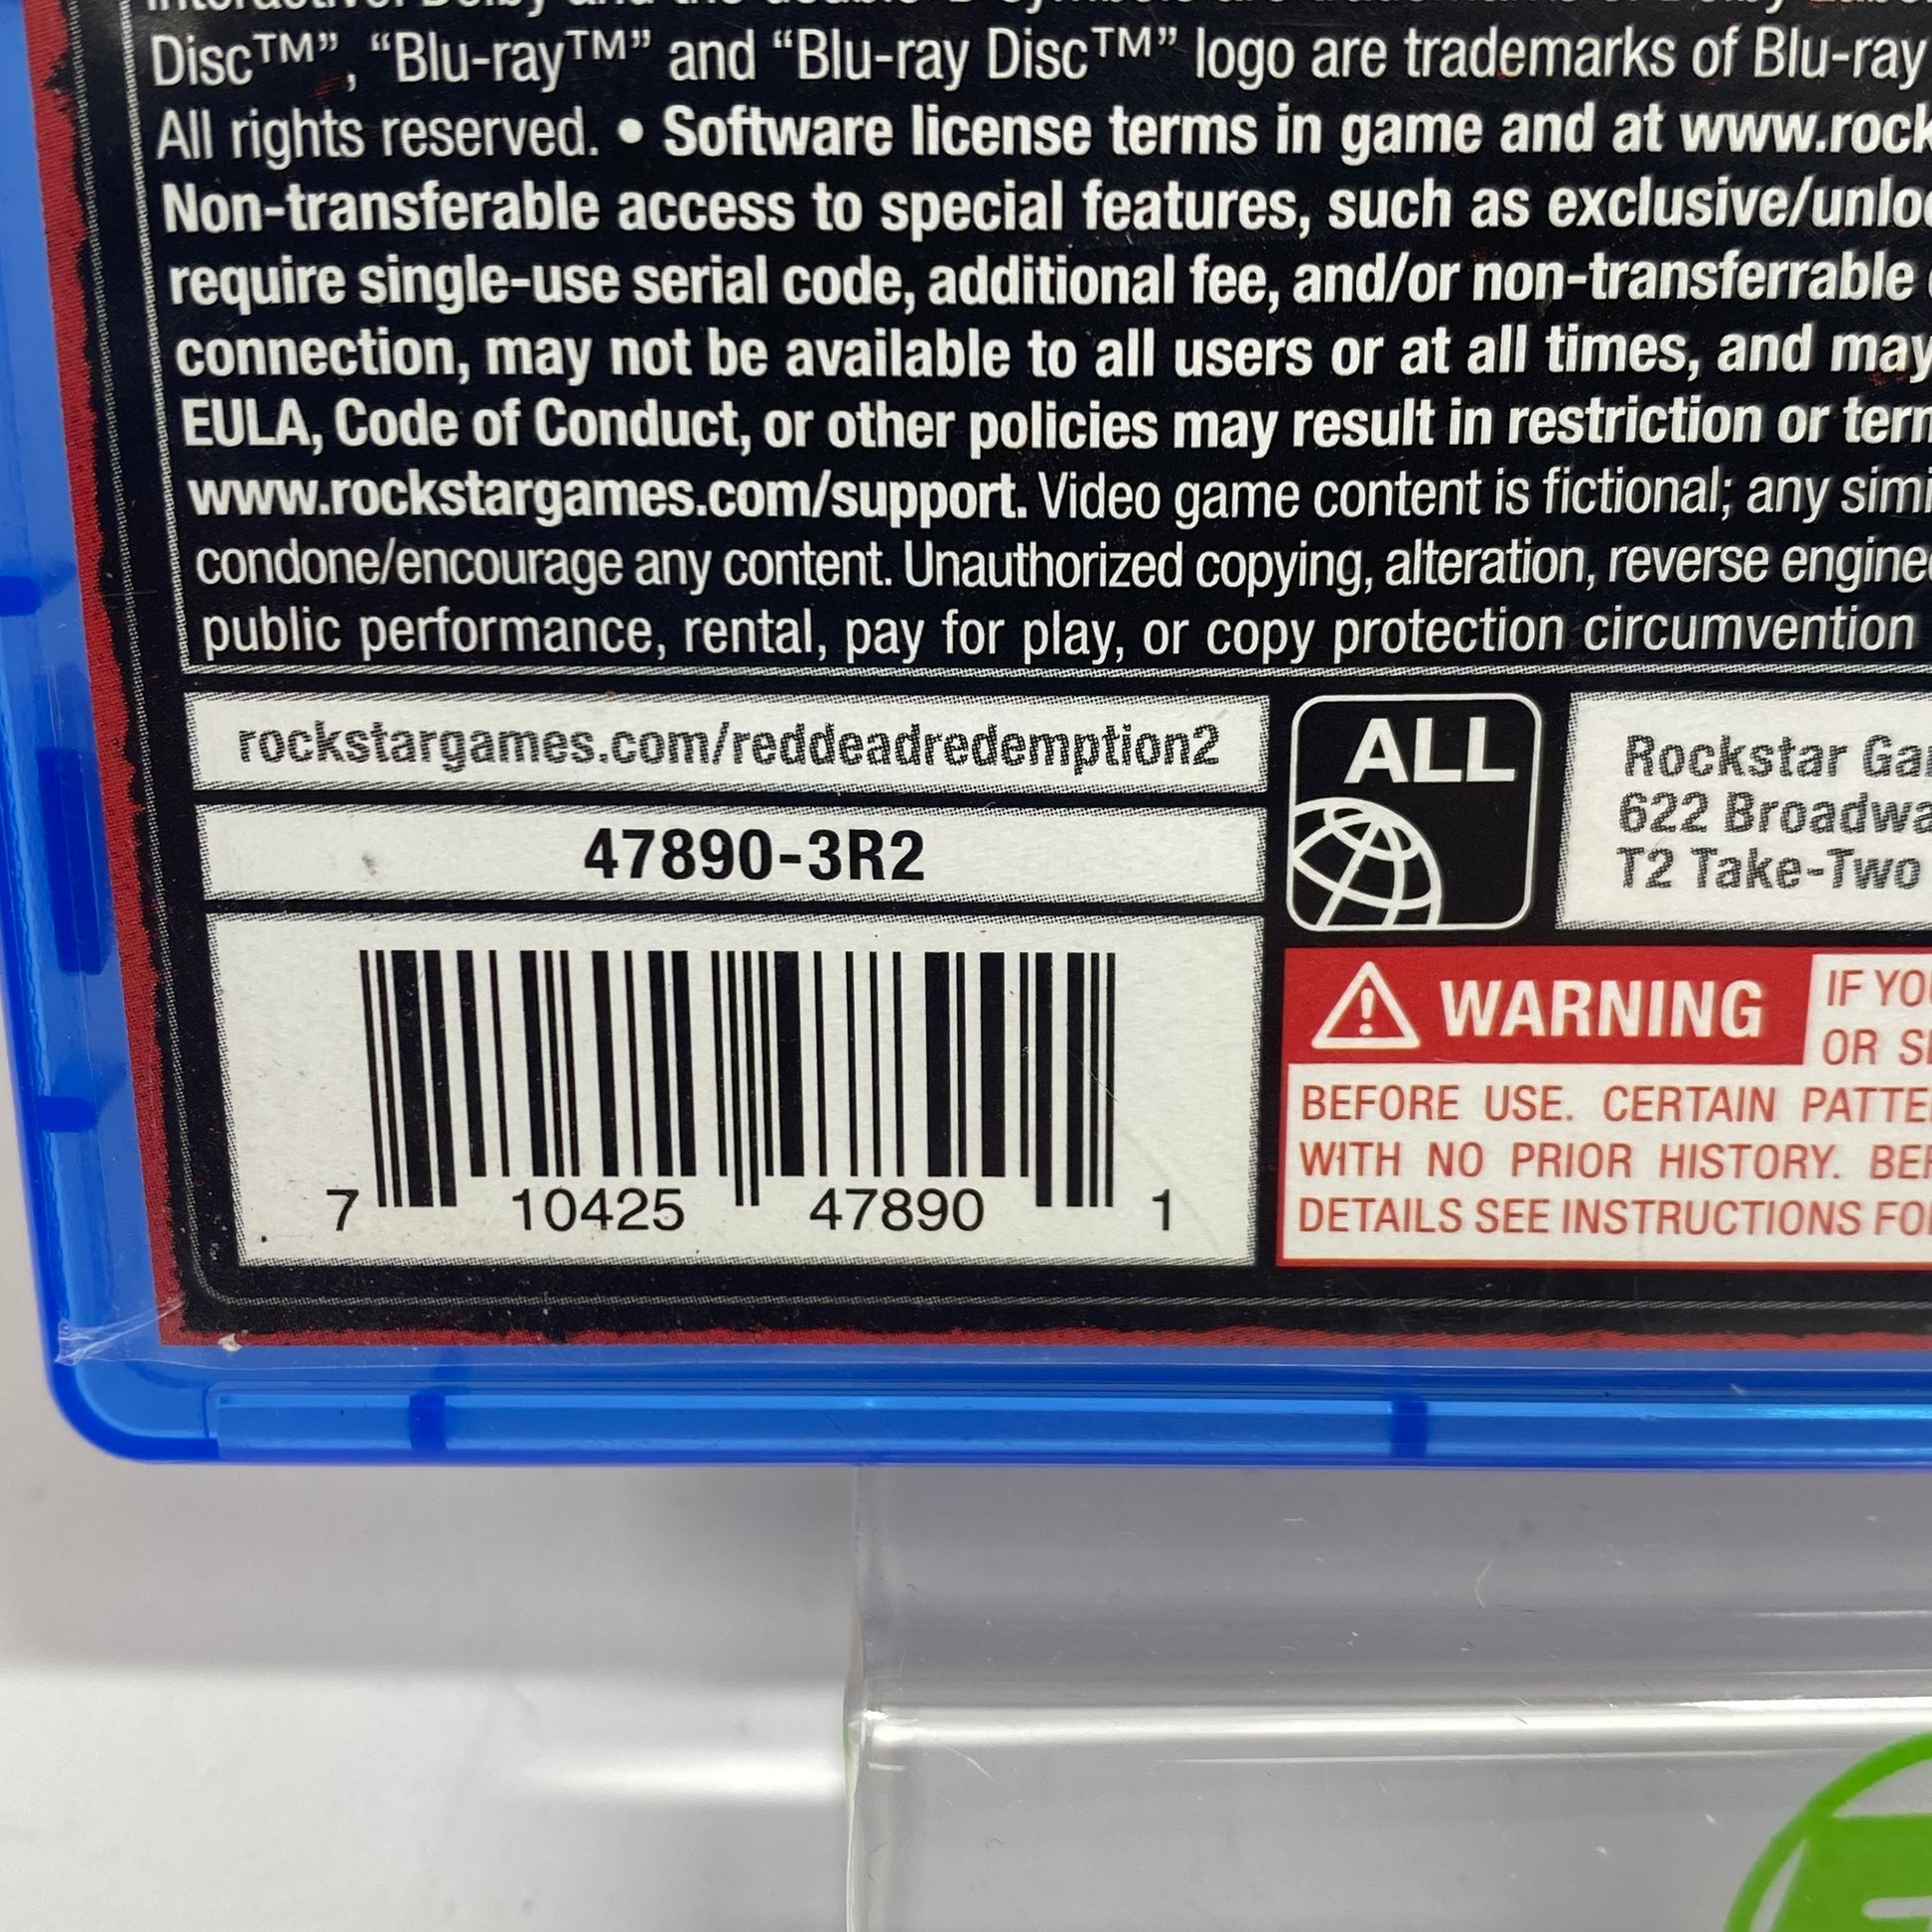 Disc™”, “Blu-ray™” and “Blu-ray Disc™” logo are trademarks of Blu-ray
All rights reserved. • Software license terms in game and at www.rock
Non-transferable access to special features, such as exclusive/unlo
require single-use serial code, additional fee, and/or non-transferrable
connection, may not be available to all users or at all times, and may
EULA, Code of Conduct, or other policies may result in restriction or term
www.rockstargames.com/support. Video game content is fictional; any simi
condone/encourage any content. Unauthorized copying, alteration, reverse engine
public performance, rental, pay for play, or copy protection circumvention
rockstargames.com/reddeadredemption2
47890-3R2
7 10425 47890 1
ALL
Rockstar Ga
622 Broadwa
T2 Take-Two
WARNING IF YO
OR S
BEFORE USE. CERTAIN PATTE
WITH NO PRIOR HISTORY. BEF
DETAILS SEE INSTRUCTIONS FO